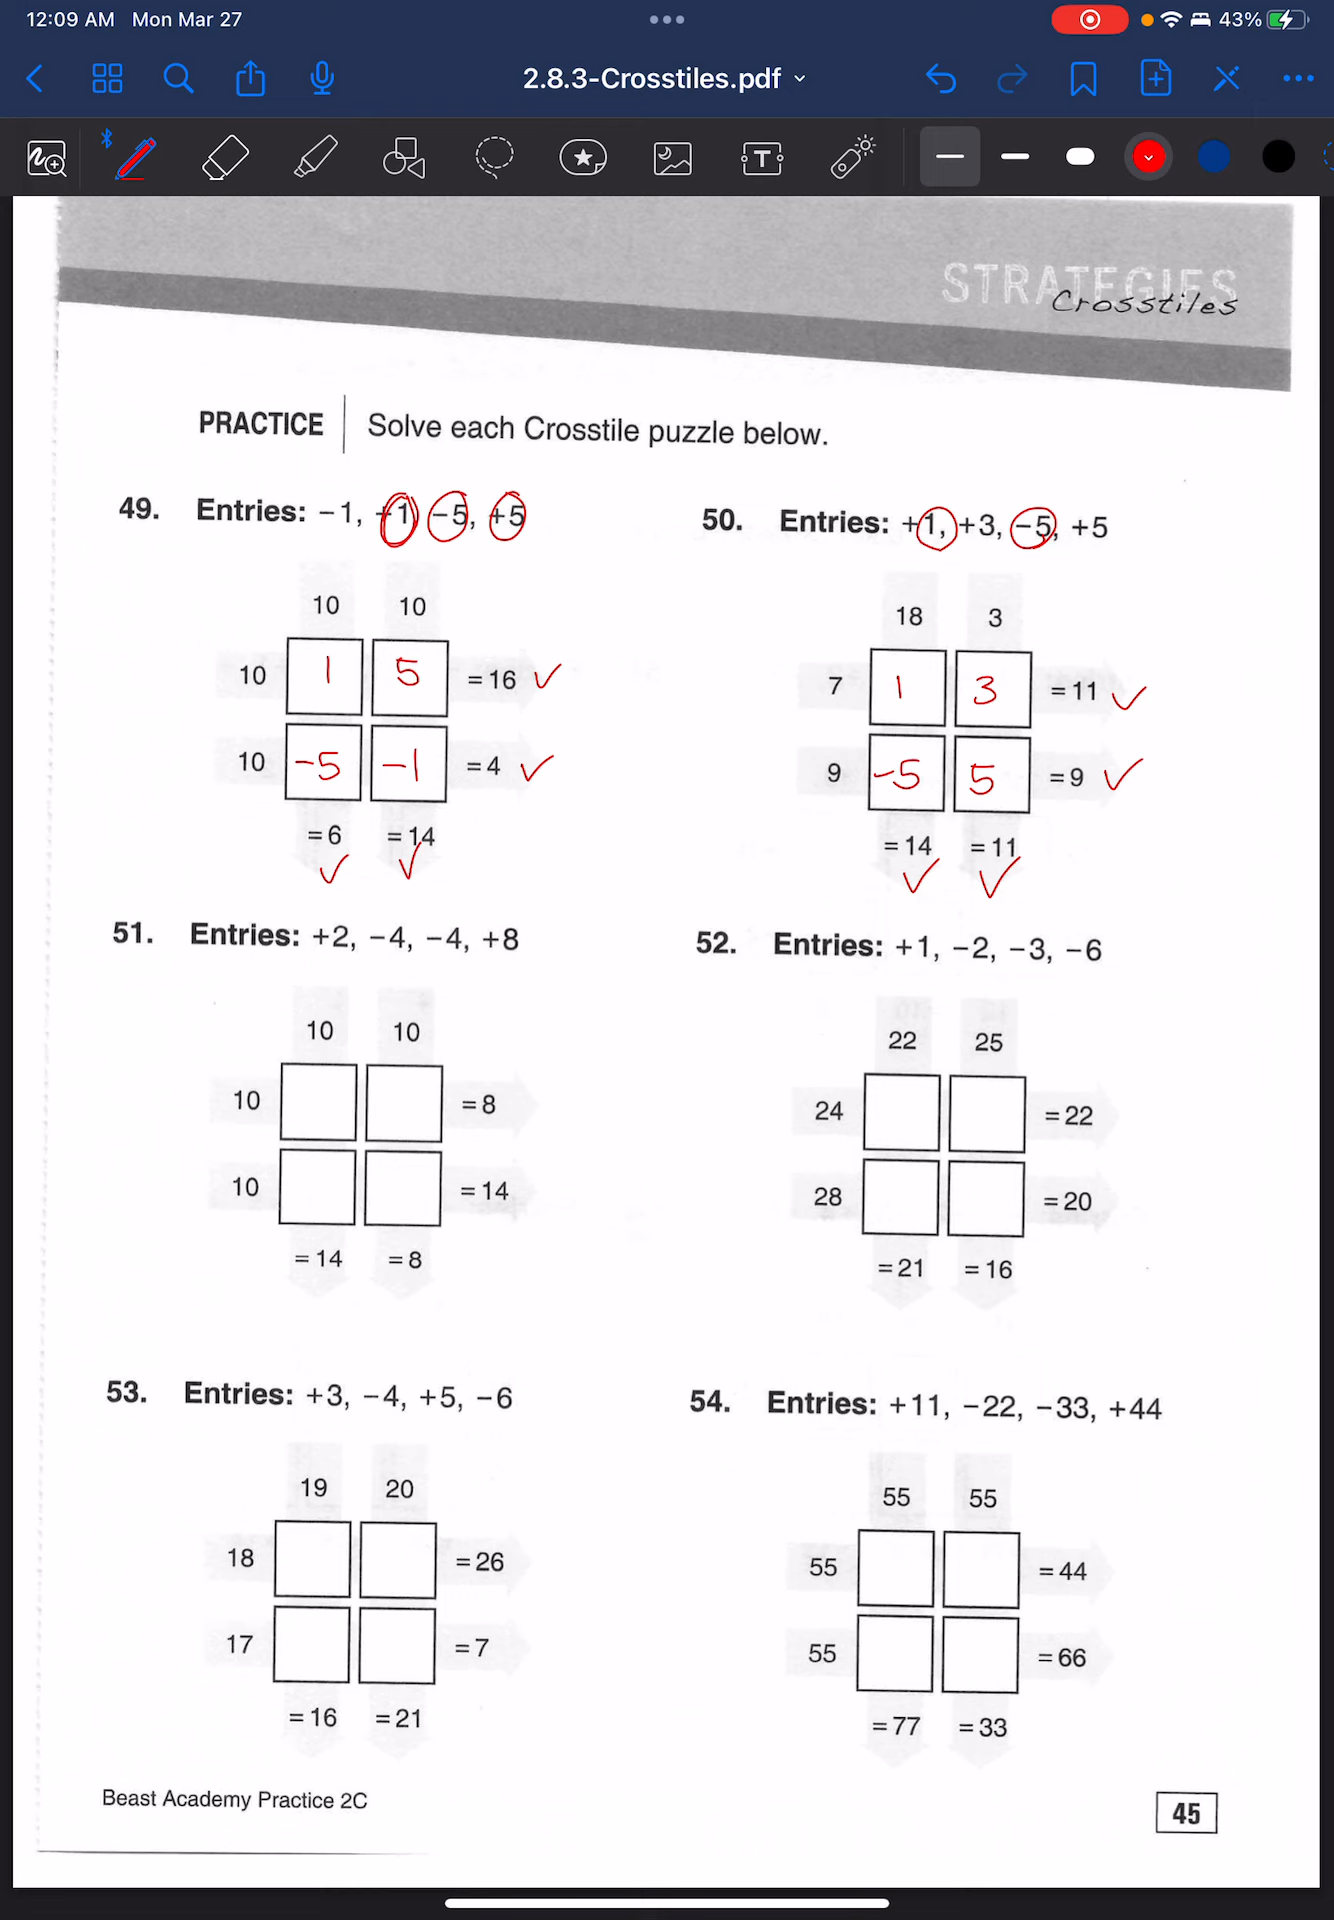 12:09 AM Mon Mar 27
43%
2.8.3-Crosstiles.pdf
STRATEGIES
Crosstiles
PRACTICE Solve each Crosstile puzzle below.
49. Entries: −1, +1, −5, +5
10 10
10 1 5 = 16 ✓
10 −5 −1 = 4 ✓
= 6 = 14
✓ ✓
50. Entries: +1, +3, −5, +5
18 3
7 1 3 = 11 ✓
9 −5 5 = 9 ✓
= 14 = 11
✓ ✓
51. Entries: +2, −4, −4, +8
10 10
10 = 8
10 = 14
= 14 = 8
52. Entries: +1, −2, −3, −6
22 25
24 = 22
28 = 20
= 21 = 16
53. Entries: +3, −4, +5, −6
19 20
18 = 26
17 = 7
= 16 = 21
54. Entries: +11, −22, −33, +44
55 55
55 = 44
55 = 66
= 77 = 33
Beast Academy Practice 2C
45